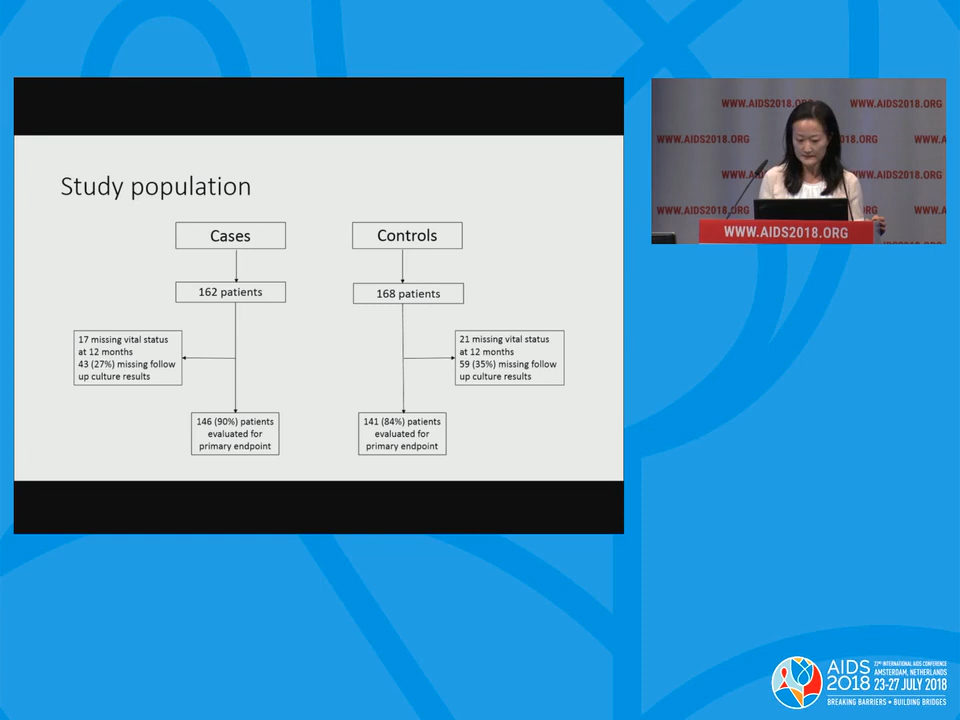 Study population
Cases
Controls
162 patients
168 patients
17 missing vital status
at 12 months
43 (27%) missing follow
up culture results
21 missing vital status
at 12 months
59 (35%) missing follow
up culture results
146 (90%) patients
evaluated for
primary endpoint
141 (84%) patients
evaluated for
primary endpoint
WWW.AIDS2018.ORG
WWW.AIDS2018.ORG
WWW.AIDS2018.ORG
WWW.AIDS2018.ORG
WWW.AIDS2018.ORG
WWW.AIDS2018.ORG
WWW.AIDS2018.ORG
AIDS
2018
22ND INTERNATIONAL AIDS CONFERENCE
AMSTERDAM, NETHERLANDS
23-27 JULY 2018
BREAKING BARRIERS • BUILDING BRIDGES